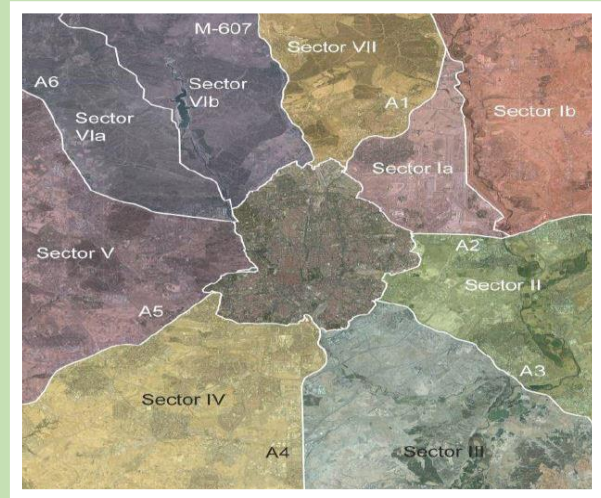 M-607
Sector VII
A6
Sector
VIb
A1
Sector Ib
Sector
VIa
Sector Ia
Sector V
A2
Sector II
A5
A3
Sector IV
A4
Sector III